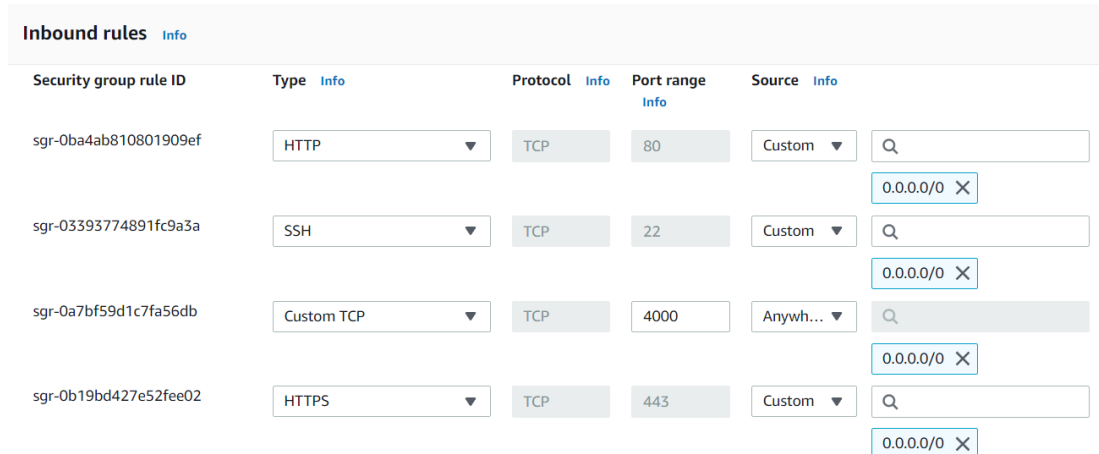 Inbound rules Info
Security group rule ID Type Info Protocol Info Port range Info Source Info
sgr-0ba4ab810801909ef HTTP TCP 80 Custom
0.0.0.0/0
sgr-03393774891fc9a3a SSH TCP 22 Custom
0.0.0.0/0
sgr-0a7bf59d1c7fa56db Custom TCP TCP 4000 Anywh...
0.0.0.0/0
sgr-0b19bd427e52fee02 HTTPS TCP 443 Custom
0.0.0.0/0